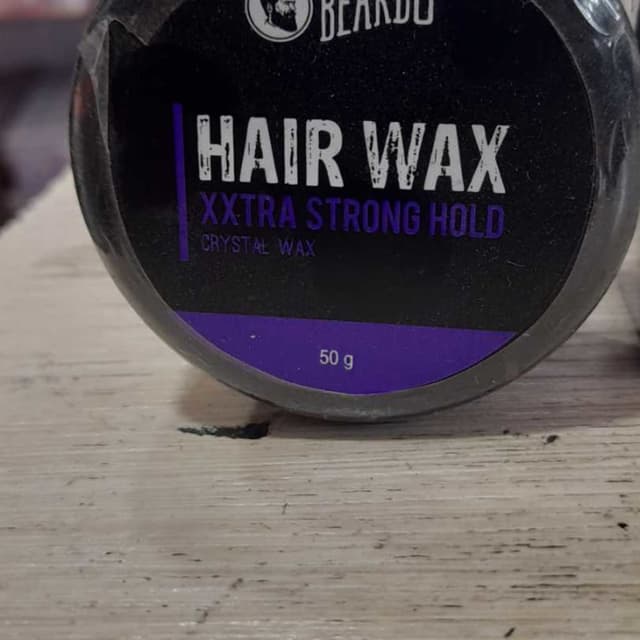 BEARDO
HAIR WAX
XXTRA STRONG HOLD
CRYSTAL WAX
50 g